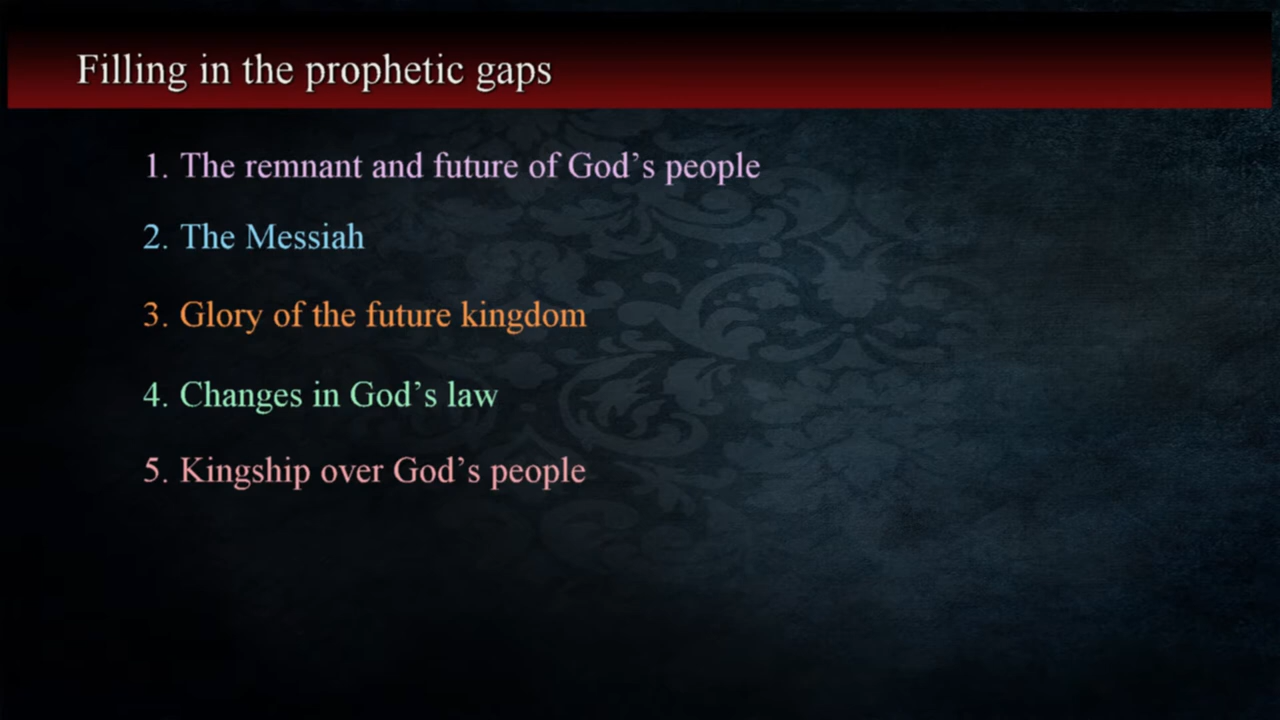 Filling in the prophetic gaps
1. The remnant and future of God’s people
2. The Messiah
3. Glory of the future kingdom
4. Changes in God’s law
5. Kingship over God’s people